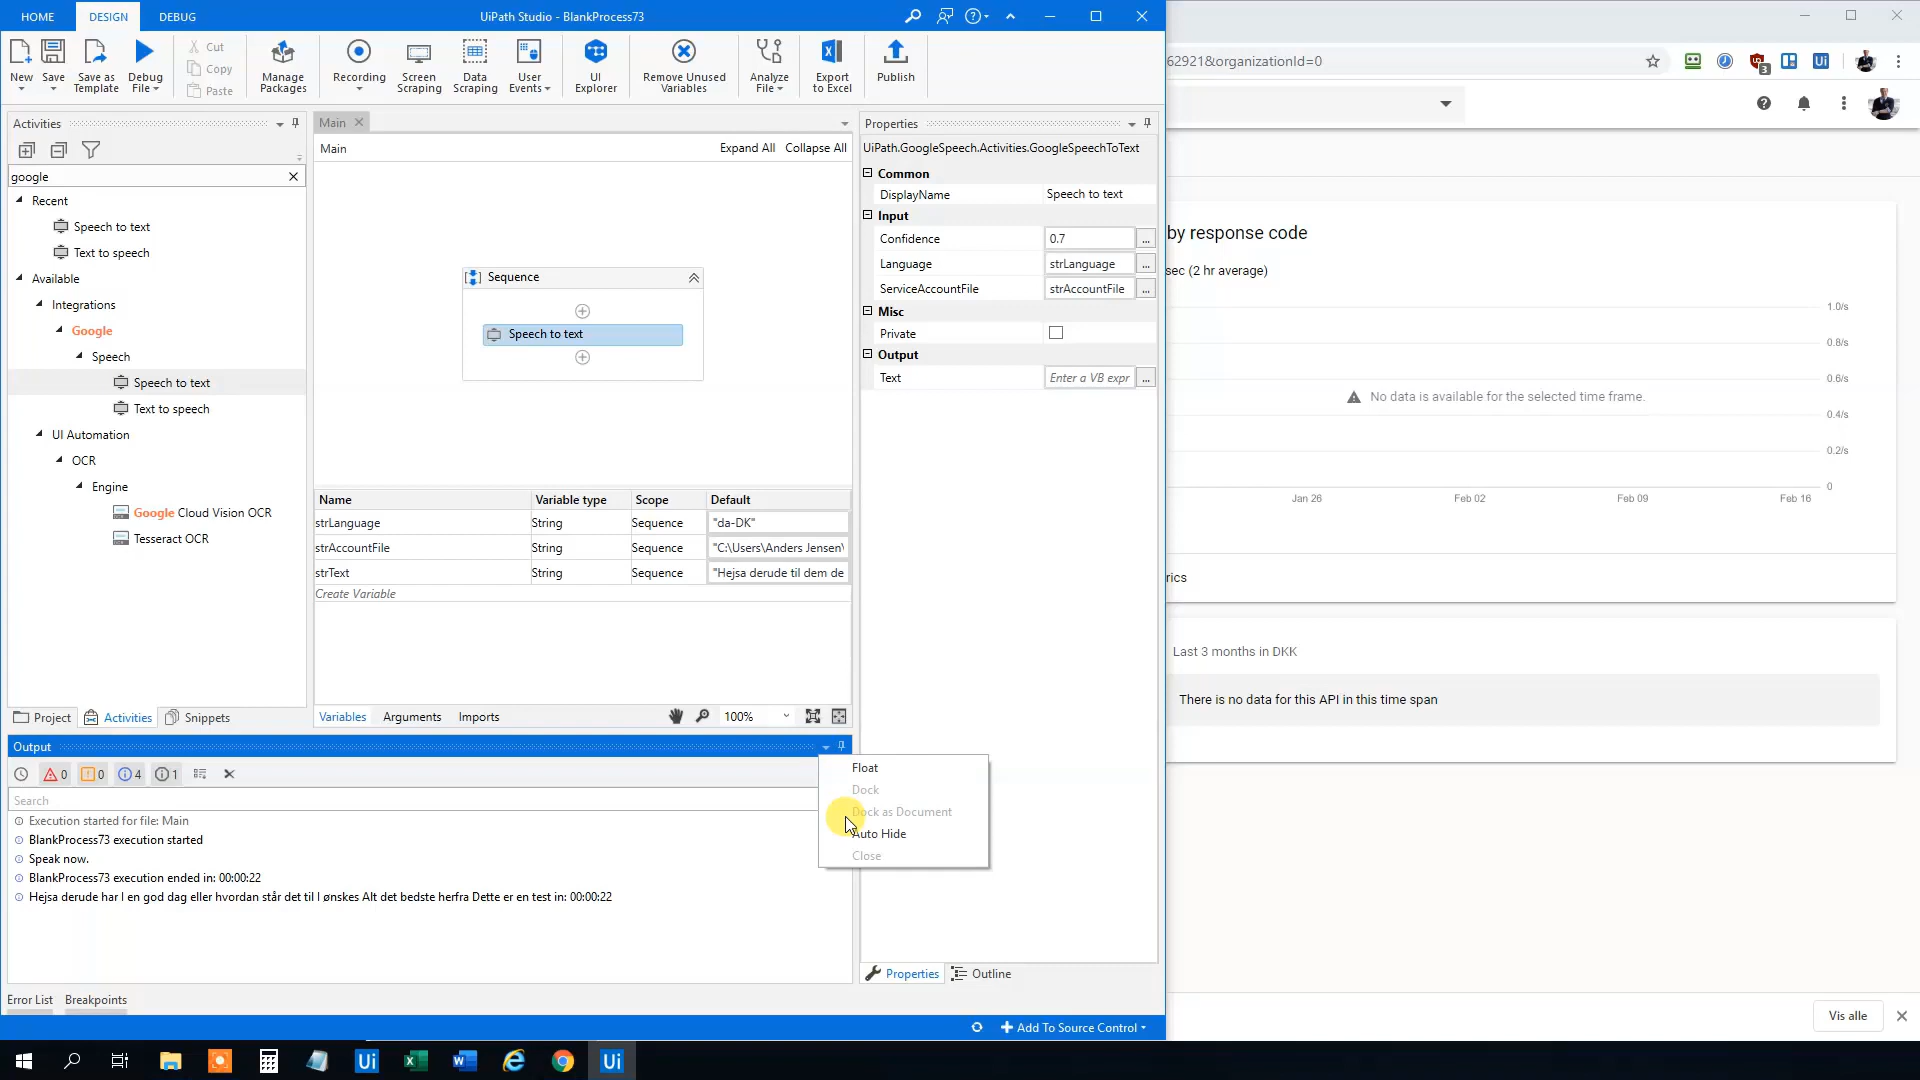 HOME DESIGN DEBUG UiPath Studio - BlankProcess73
New Save Save as Template Debug File Cut Copy Paste Manage Packages Recording Screen Scraping Data Scraping User Events UI Explorer Remove Unused Variables Analyze File Export to Excel Publish
62921&organizationId=0
3
Activities
google
Recent
Speech to text
Text to speech
Available
Integrations
Google
Speech
Speech to text
Text to speech
UI Automation
OCR
Engine
Google Cloud Vision OCR
Tesseract OCR
Project Activities Snippets
Main
Main Expand All Collapse All
Sequence
Speech to text
Name Variable type Scope Default
strLanguage String Sequence "da-DK"
strAccountFile String Sequence "C:\Users\Anders Jensen\
strText String Sequence "Hejsa derude til dem de
Create Variable
Variables Arguments Imports 100%
Properties
UiPath.GoogleSpeech.Activities.GoogleSpeechToText
Common
DisplayName Speech to text
Input
Confidence 0.7 ...
Language strLanguage ...
ServiceAccountFile strAccountFile ...
Misc
Private
Output
Text Enter a VB expr ...
Properties Outline
Output
0 0 4 1
Search
Execution started for file: Main
BlankProcess73 execution started
Speak now.
BlankProcess73 execution ended in: 00:00:22
Hejsa derude har I en god dag eller hvordan står det til I ønskes Alt det bedste herfra Dette er en test in: 00:00:22
Float
Dock
Dock as Document
Auto Hide
Close
Error List Breakpoints
Add To Source Control
by response code
sec (2 hr average)
1.0/s
0.8/s
0.6/s
No data is available for the selected time frame.
0.4/s
0.2/s
0
Jan 26 Feb 02 Feb 09 Feb 16
rics
Last 3 months in DKK
There is no data for this API in this time span
Vis alle